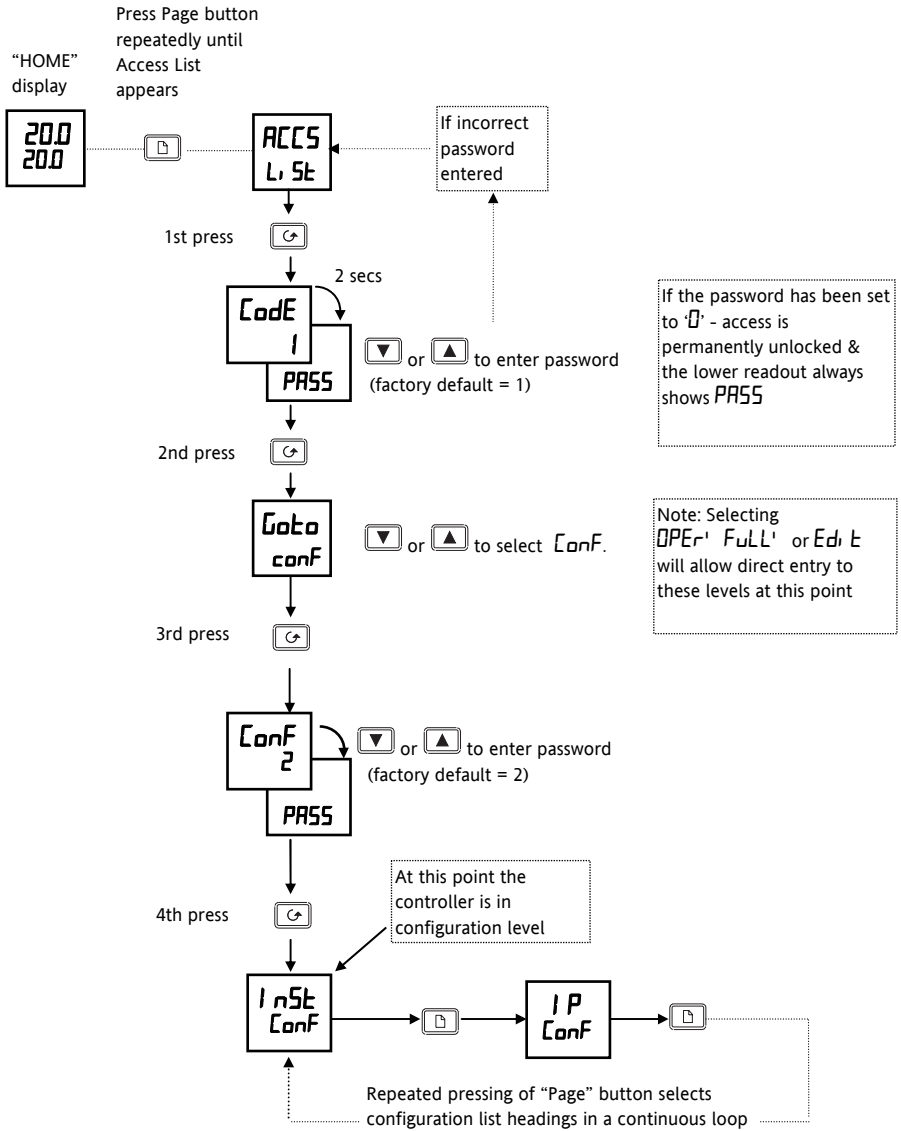 Press Page button
repeatedly until
Access List
appears
“HOME”
display
20.0
20.0
ACCS
Li St
If incorrect
password
entered
1st press
2 secs
CodE
1
PASS
▼ or ▲ to enter password
(factory default = 1)
If the password has been set
to ‘0’ - access is
permanently unlocked &
the lower readout always
shows PASS
2nd press
Goto
conF
▼ or ▲ to select ConF.
Note: Selecting
OPEr' FuLL' or Edi t
will allow direct entry to
these levels at this point
3rd press
ConF
2
PASS
▼ or ▲ to enter password
(factory default = 2)
At this point the
controller is in
configuration level
4th press
InSt
ConF
IP
ConF
Repeated pressing of “Page” button selects
configuration list headings in a continuous loop